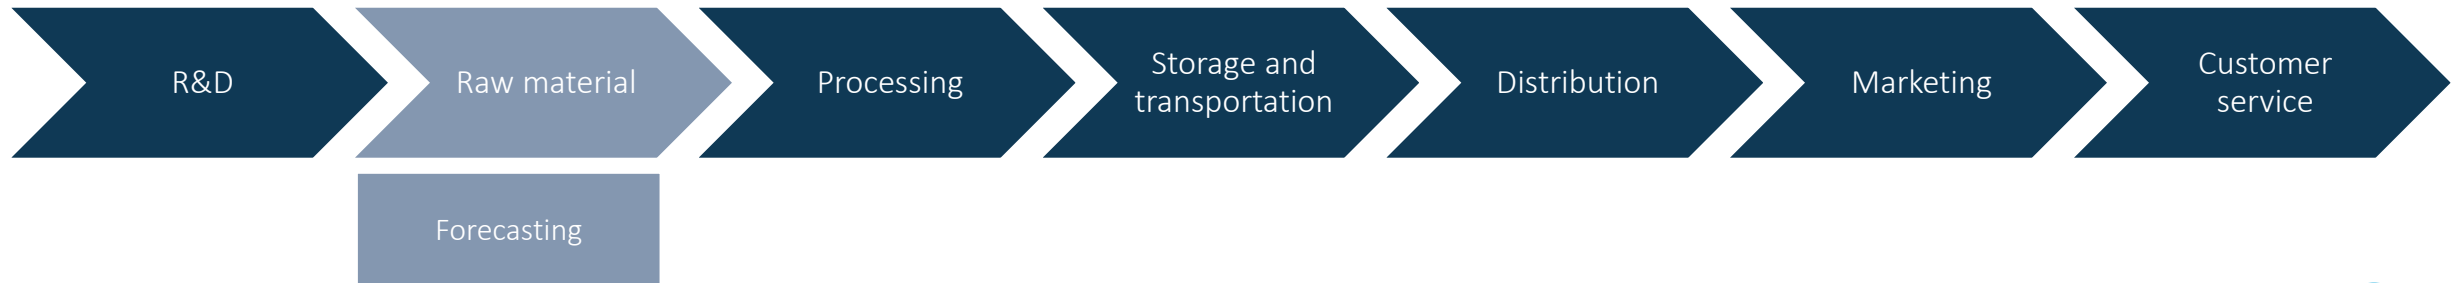 R&D
Raw material
Processing
Storage and
transportation
Distribution
Marketing
Customer
service
Forecasting